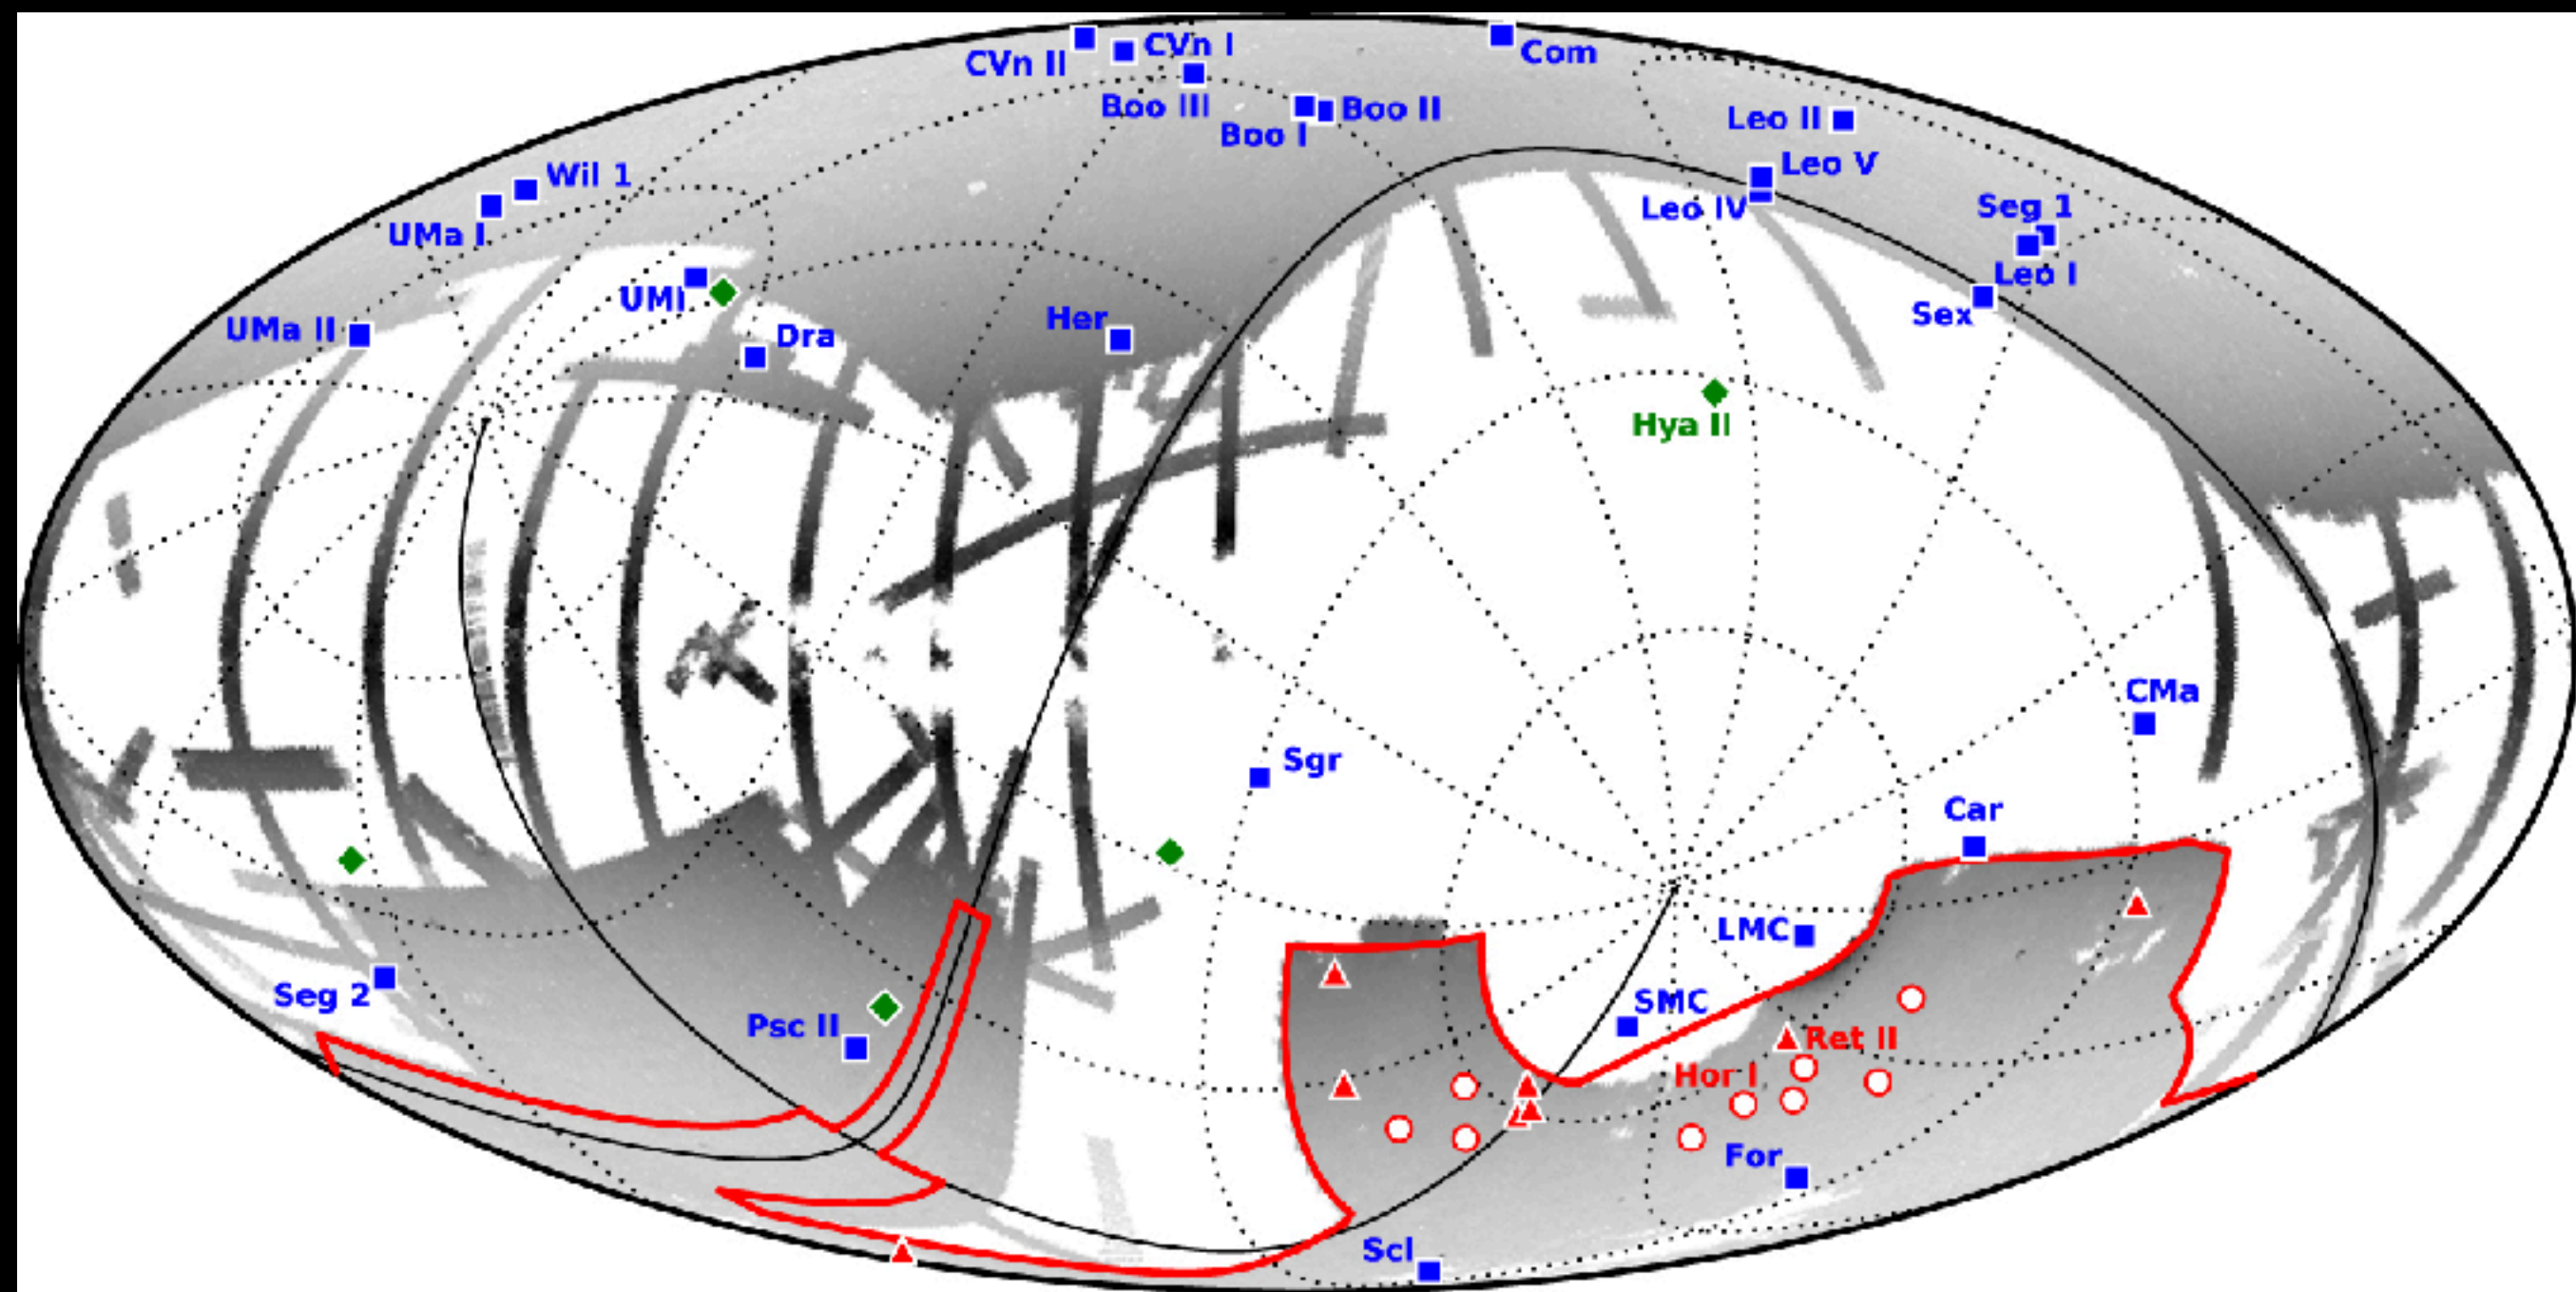 CVn I
CVn II
Com
Boo III
Boo II
Boo I
Leo II
Leo V
Wil 1
Leo IV
Seg 1
UMa I
Leo I
UMi
Sex
UMa II
Dra
Her
Hya II
CMa
Sgr
Car
LMC
Seg 2
SMC
Psc II
Ret II
Hor I
For
Scl